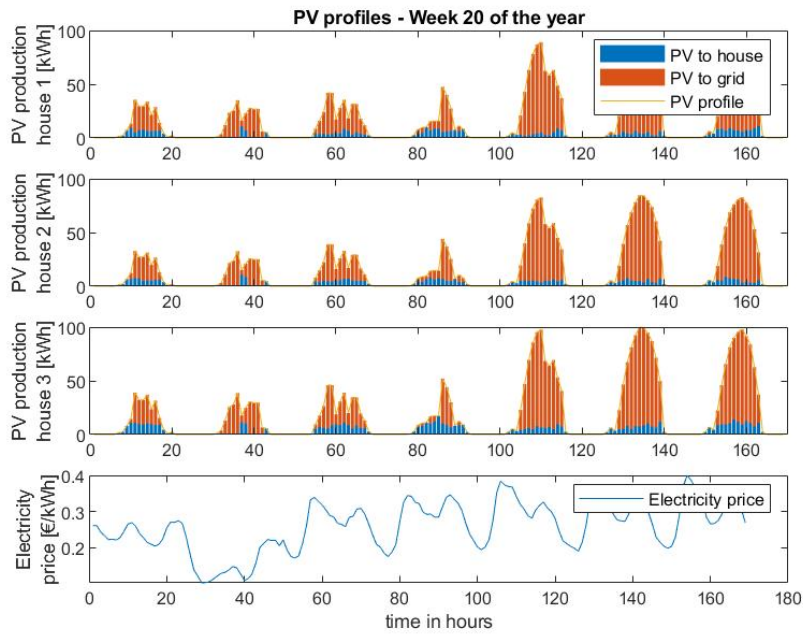 PV profiles - Week 20 of the year
PV production
house 1 [kWh]
100
50
0
PV to house
PV to grid
PV profile
0 20 40 60 80 100 120 140 160
PV production
house 2 [kWh]
100
50
0
0 20 40 60 80 100 120 140 160
PV production
house 3 [kWh]
100
50
0
0 20 40 60 80 100 120 140 160
Electricity
price [€/kWh]
0.4
0.3
0.2
Electricity price
0 20 40 60 80 100 120 140 160 180
time in hours